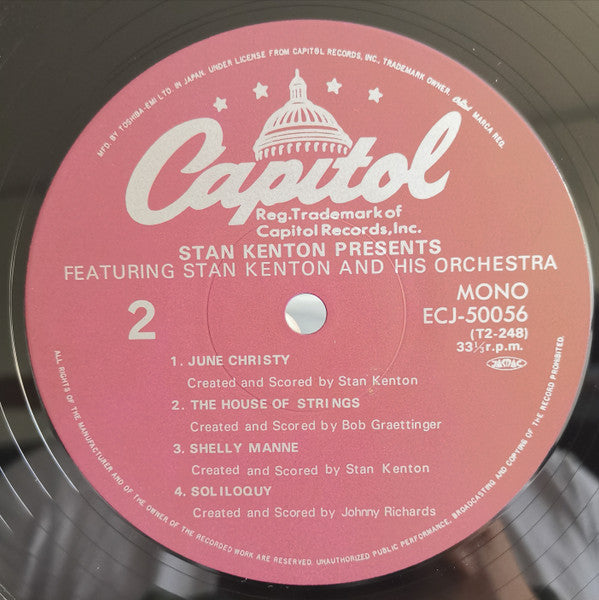 MF'D. BY TOSHIBA-EMI LTD. IN JAPAN. UNDER LICENSE FROM CAPITOL RECORDS, INC., TRADEMARK OWNER. Capitol MARCA REG.
Capitol
Reg.Trademark of
Capitol Records, Inc.
STAN KENTON PRESENTS
FEATURING STAN KENTON AND HIS ORCHESTRA
2
MONO
ECJ-50056
(T2-248)
33⅓r.p.m.
1. JUNE CHRISTY
Created and Scored by Stan Kenton
2. THE HOUSE OF STRINGS
Created and Scored by Bob Graettinger
3. SHELLY MANNE
Created and Scored by Stan Kenton
4. SOLILOQUY
Created and Scored by Johnny Richards
ALL RIGHTS OF THE MANUFACTURER AND OF THE OWNER OF THE RECORDED WORK ARE RESERVED. UNAUTHORIZED PUBLIC PERFORMANCE, BROADCASTING AND COPYING OF THE RECORD PROHIBITED.